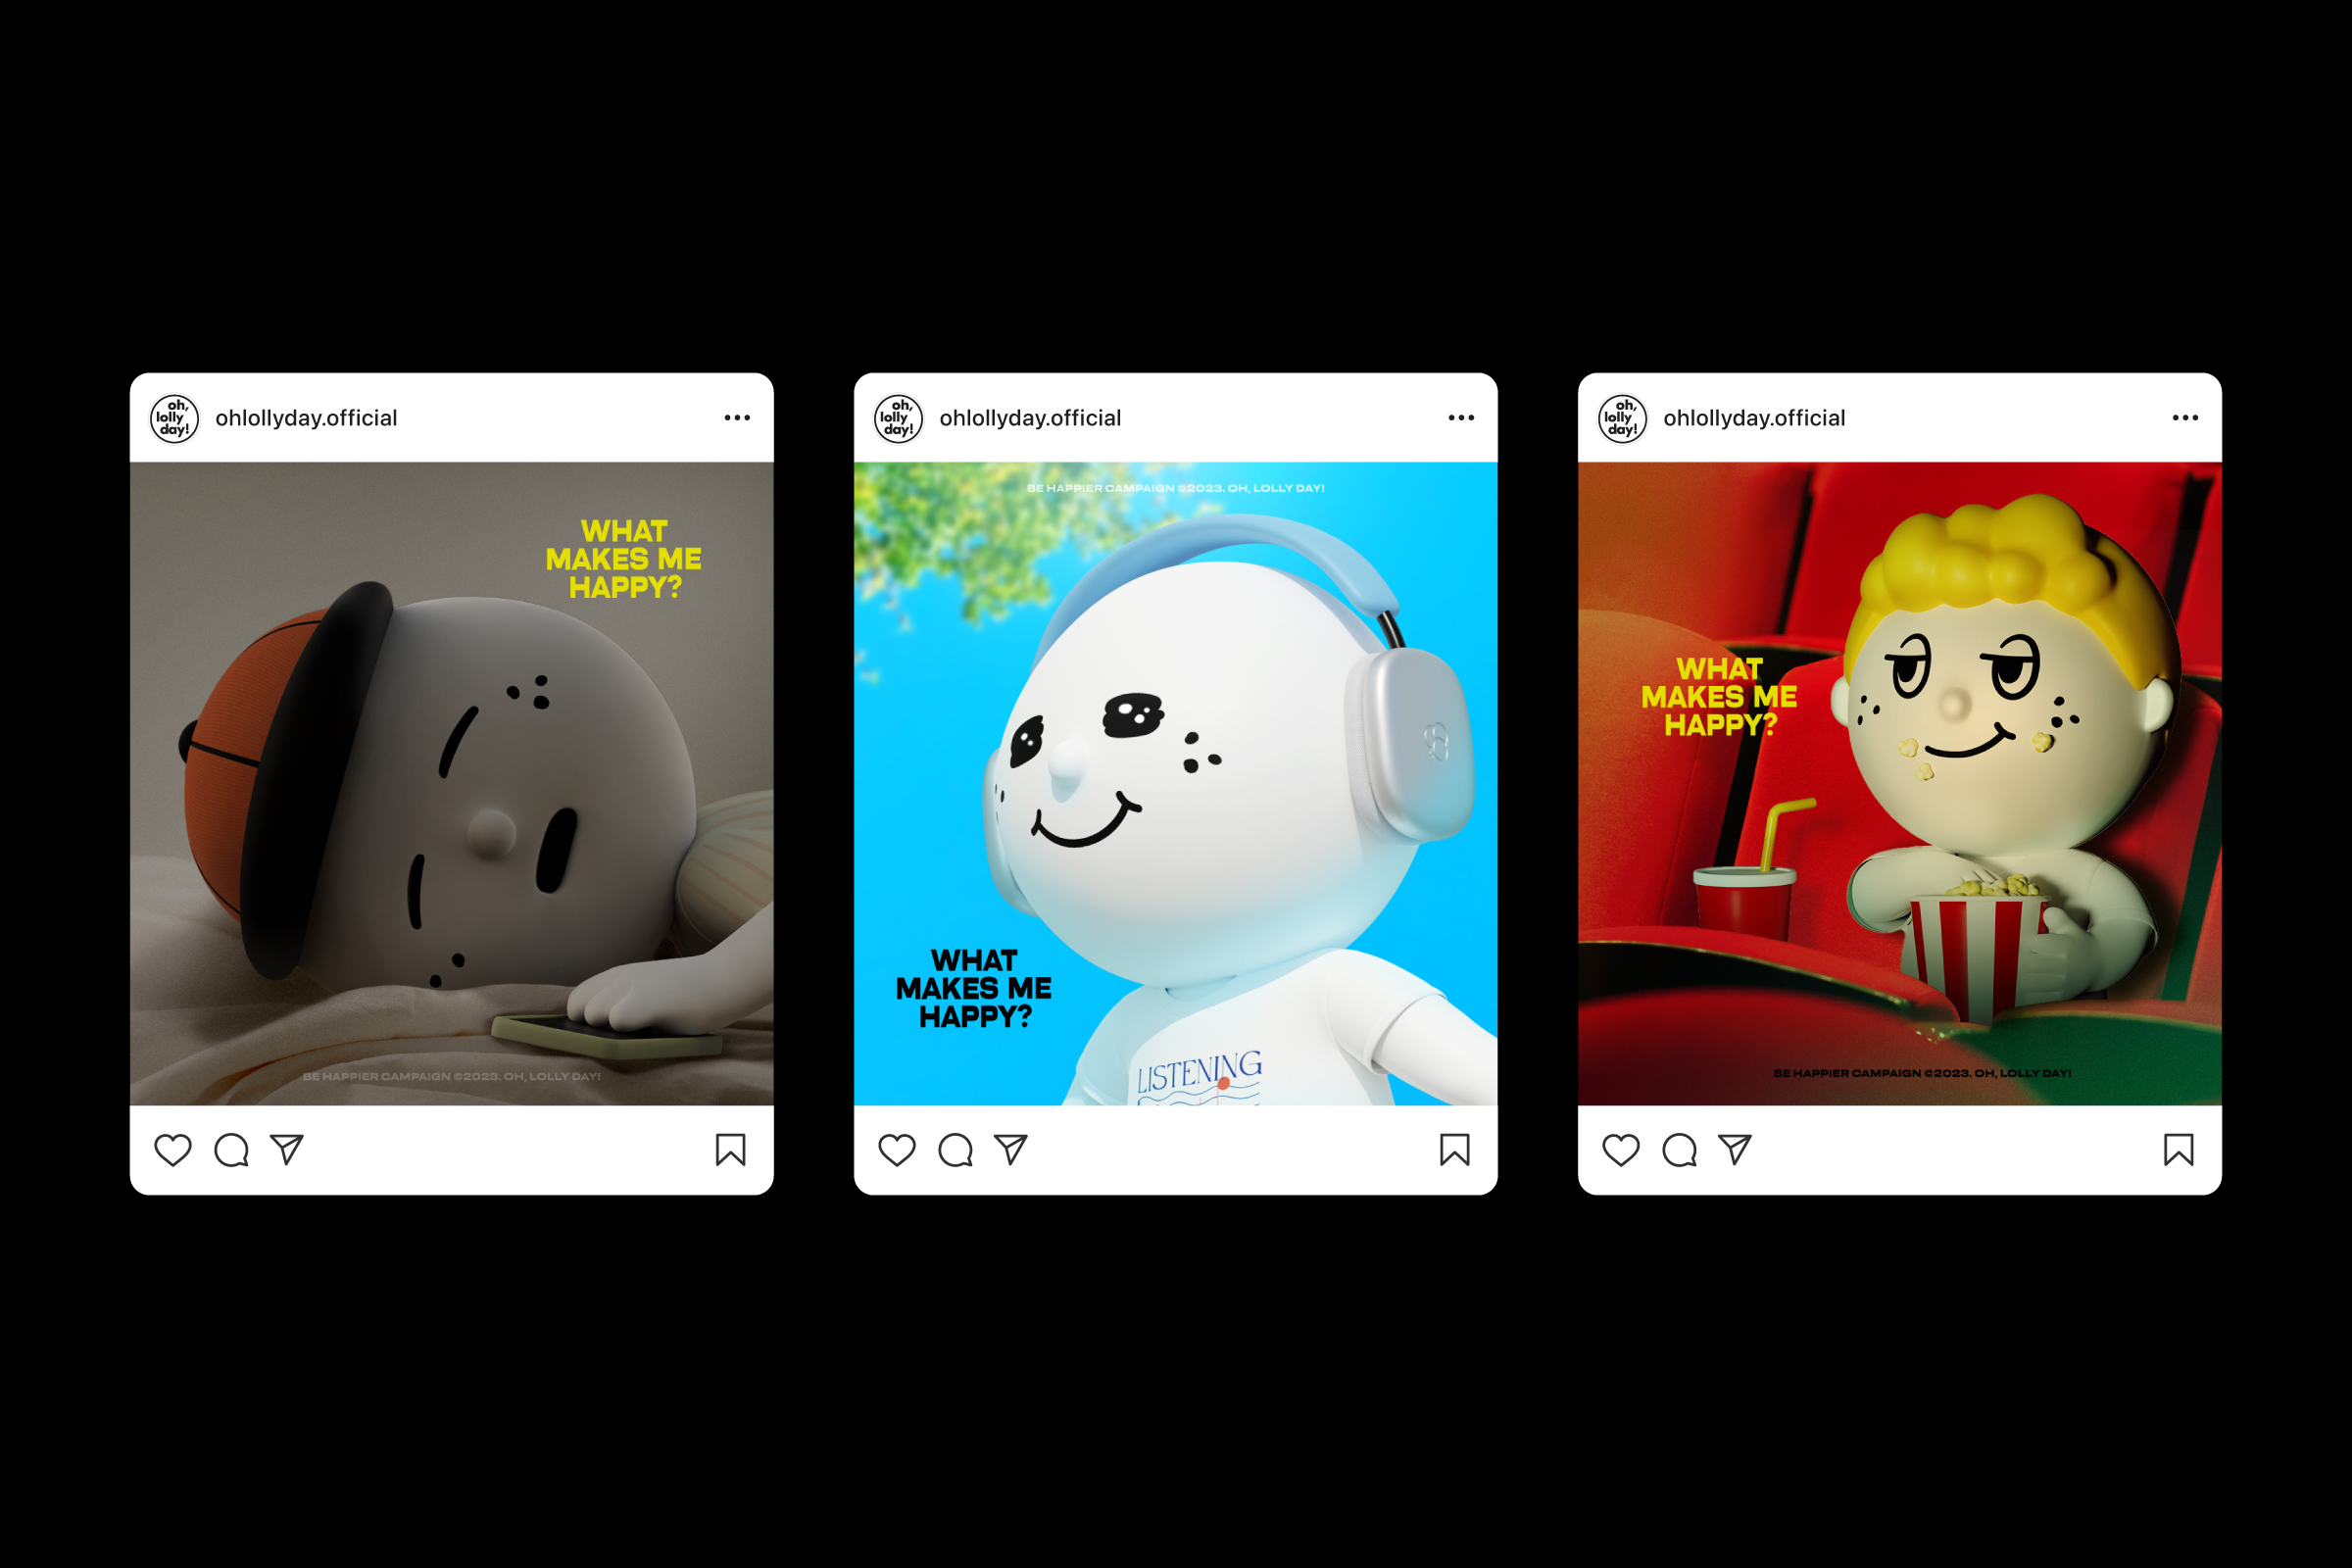 oh,
lolly
day!
ohlollyday.official
WHAT
MAKES ME
HAPPY?
BE HAPPIER CAMPAIGN ©2023. OH, LOLLY DAY!
oh,
lolly
day!
ohlollyday.official
BE HAPPIER CAMPAIGN ©2023. OH, LOLLY DAY!
WHAT
MAKES ME
HAPPY?
LISTENING
oh,
lolly
day!
ohlollyday.official
WHAT
MAKES ME
HAPPY?
BE HAPPIER CAMPAIGN ©2023. OH, LOLLY DAY!